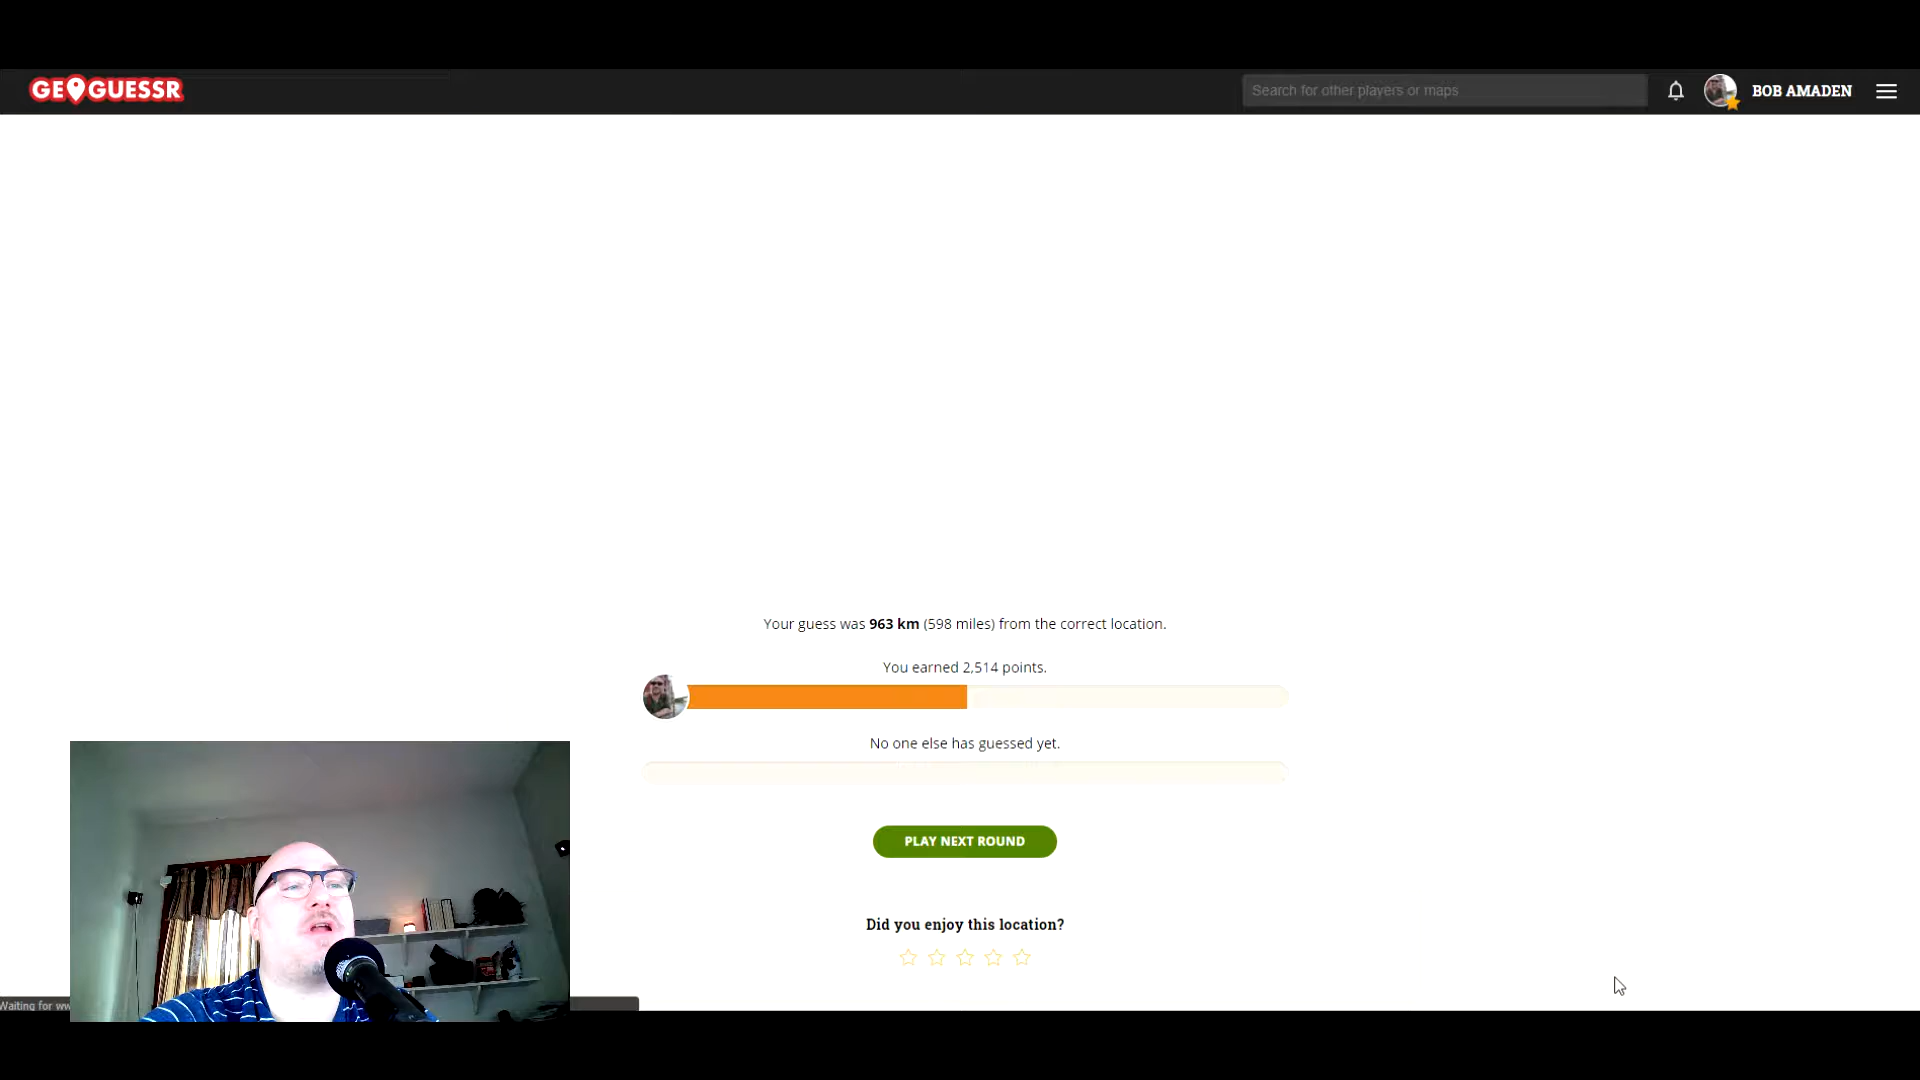 GEOGUESSR
Search for other players or maps
BOB AMADEN
Your guess was 963 km (598 miles) from the correct location.
You earned 2,514 points.
No one else has guessed yet.
PLAY NEXT ROUND
Did you enjoy this location?
Waiting for